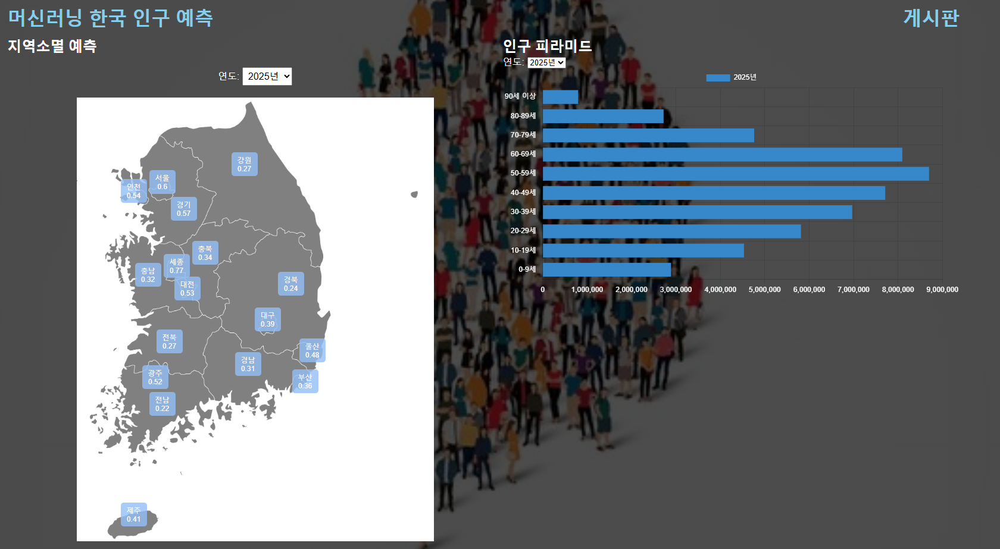 머신러닝 한국 인구 예측
게시판
지역소멸 예측
연도: 2025년
강원
0.27
서울
0.6
인천
0.54
경기
0.57
충북
0.34
세종
0.77
충남
0.32
대전
0.53
경북
0.24
대구
0.39
전북
0.27
울산
0.48
경남
0.31
광주
0.52
부산
0.36
전남
0.22
제주
0.41
인구 피라미드
연도: 2025년
2025년
90세 이상
80-89세
70-79세
60-69세
50-59세
40-49세
30-39세
20-29세
10-19세
0-9세
0 1,000,000 2,000,000 3,000,000 4,000,000 5,000,000 6,000,000 7,000,000 8,000,000 9,000,000